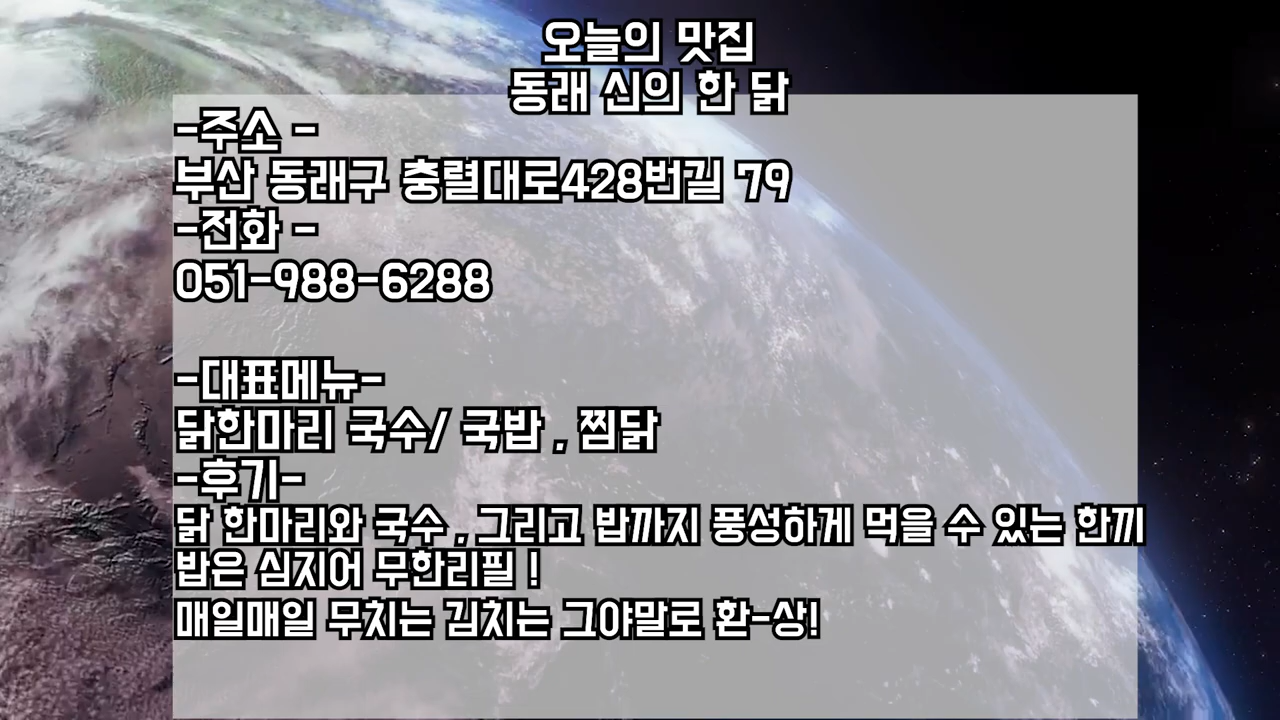 오늘의 맛집
동래 신의 한 닭
-주소 -
부산 동래구 충렬대로428번길 79
-전화 -
051-988-6288
-대표메뉴-
닭한마리 국수/ 국밥 , 찜닭
-후기-
닭 한마리와 국수 , 그리고 밥까지 풍성하게 먹을 수 있는 한끼
밥은 심지어 무한리필 !
매일매일 무치는 김치는 그야말로 환-상!